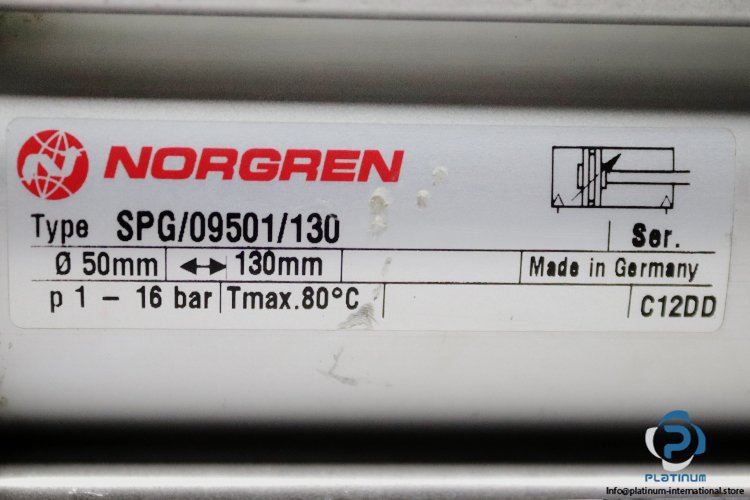 NORGREN
Type SPG/09501/130 Ser.
Ø 50mm 130mm Made in Germany
p 1 - 16 bar Tmax.80°C C12DD
PLATINUM
Info@platinum-international.store